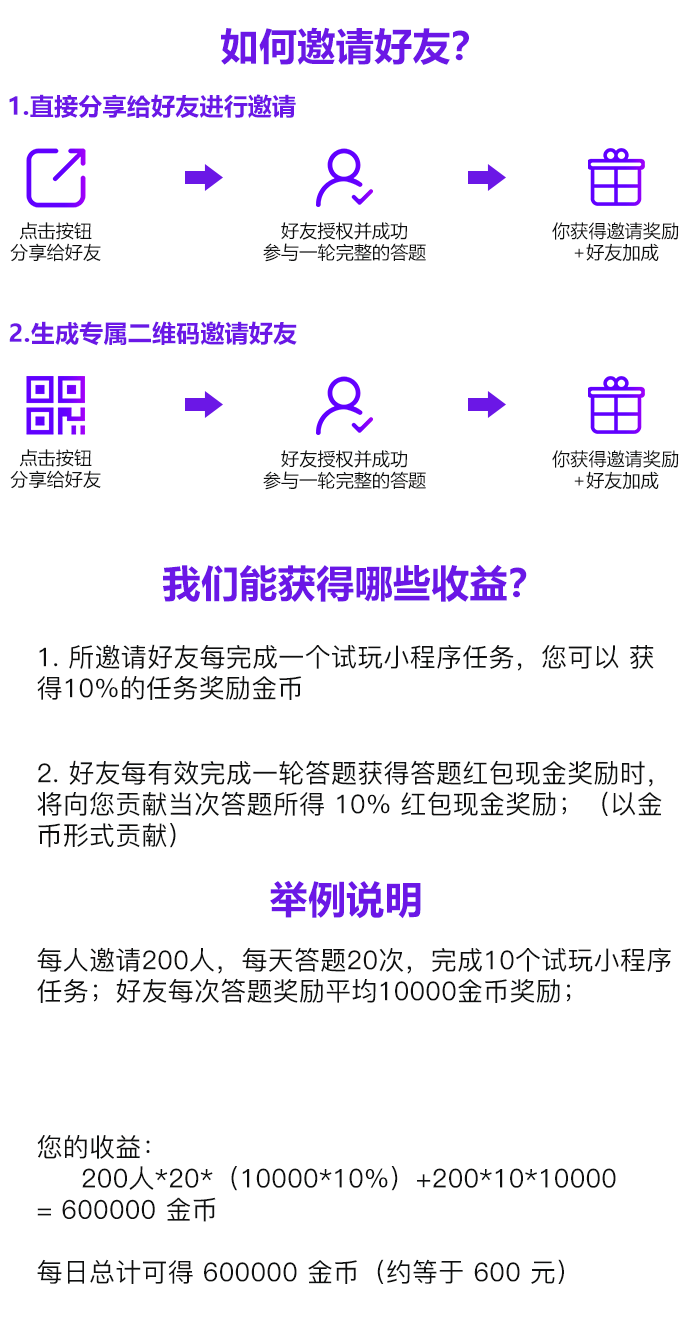 如何邀请好友?
1.直接分享给好友进行邀请
点击按钮
分享给好友
好友授权并成功
参与一轮完整的答题
你获得邀请奖励
+好友加成
2.生成专属二维码邀请好友
点击按钮
分享给好友
好友授权并成功
参与一轮完整的答题
你获得邀请奖励
+好友加成
我们能获得哪些收益?
1. 所邀请好友每完成一个试玩小程序任务，您可以 获
得10%的任务奖励金币
2. 好友每有效完成一轮答题获得答题红包现金奖励时，
将向您贡献当次答题所得 10% 红包现金奖励；（以金
币形式贡献）
举例说明
每人邀请200人，每天答题20次，完成10个试玩小程序
任务；好友每次答题奖励平均10000金币奖励；
您的收益：
200人*20*（10000*10%）+200*10*10000
= 600000 金币
每日总计可得 600000 金币（约等于 600 元）